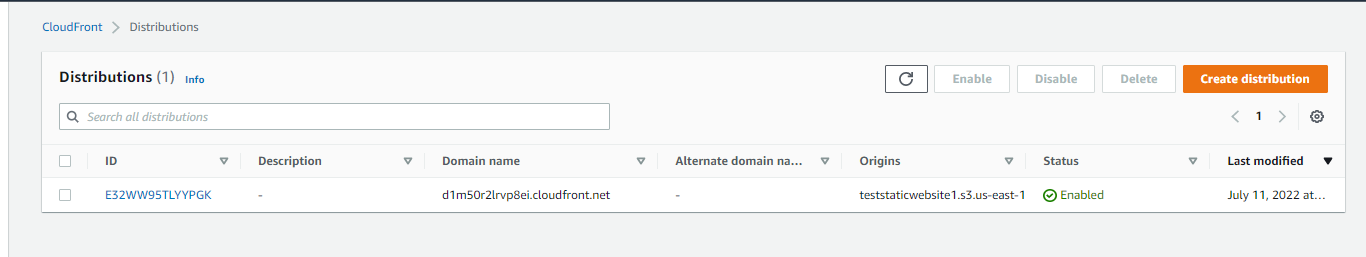 CloudFront > Distributions
Distributions (1) Info
Enable Disable Delete Create distribution
Search all distributions
1
ID Description Domain name Alternate domain na... Origins Status Last modified
E32WW95TLYYPGK - d1m50r2lrvp8ei.cloudfront.net - teststaticwebsite1.s3.us-east-1 Enabled July 11, 2022 at...